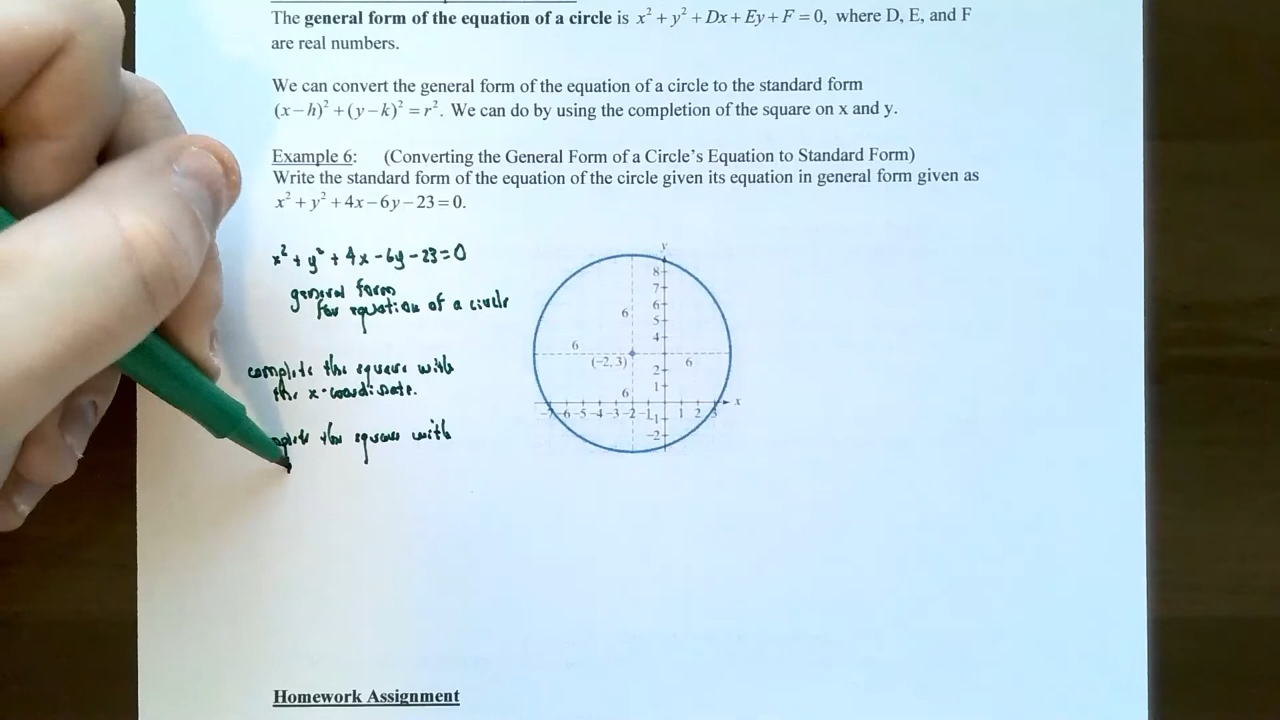 The general form of the equation of a circle is x² + y² + Dx + Ey + F = 0, where D, E, and F
are real numbers.
We can convert the general form of the equation of a circle to the standard form
(x − h)² + (y − k)² = r². We can do by using the completion of the square on x and y.
Example 6: (Converting the General Form of a Circle's Equation to Standard Form)
Write the standard form of the equation of the circle given its equation in general form given as
x² + y² + 4x − 6y − 23 = 0.
x² + y² + 4x − 6y − 23 = 0
general form
for equation of a circle
complete the square with
the x-coordinate.
the square with
y
8
7
6
5
4
2
1
−1
−2
6
6
(−2, 3)
6
6
−7 −6 −5 −4 −3 −2 −1 1 2 3 x
Homework Assignment